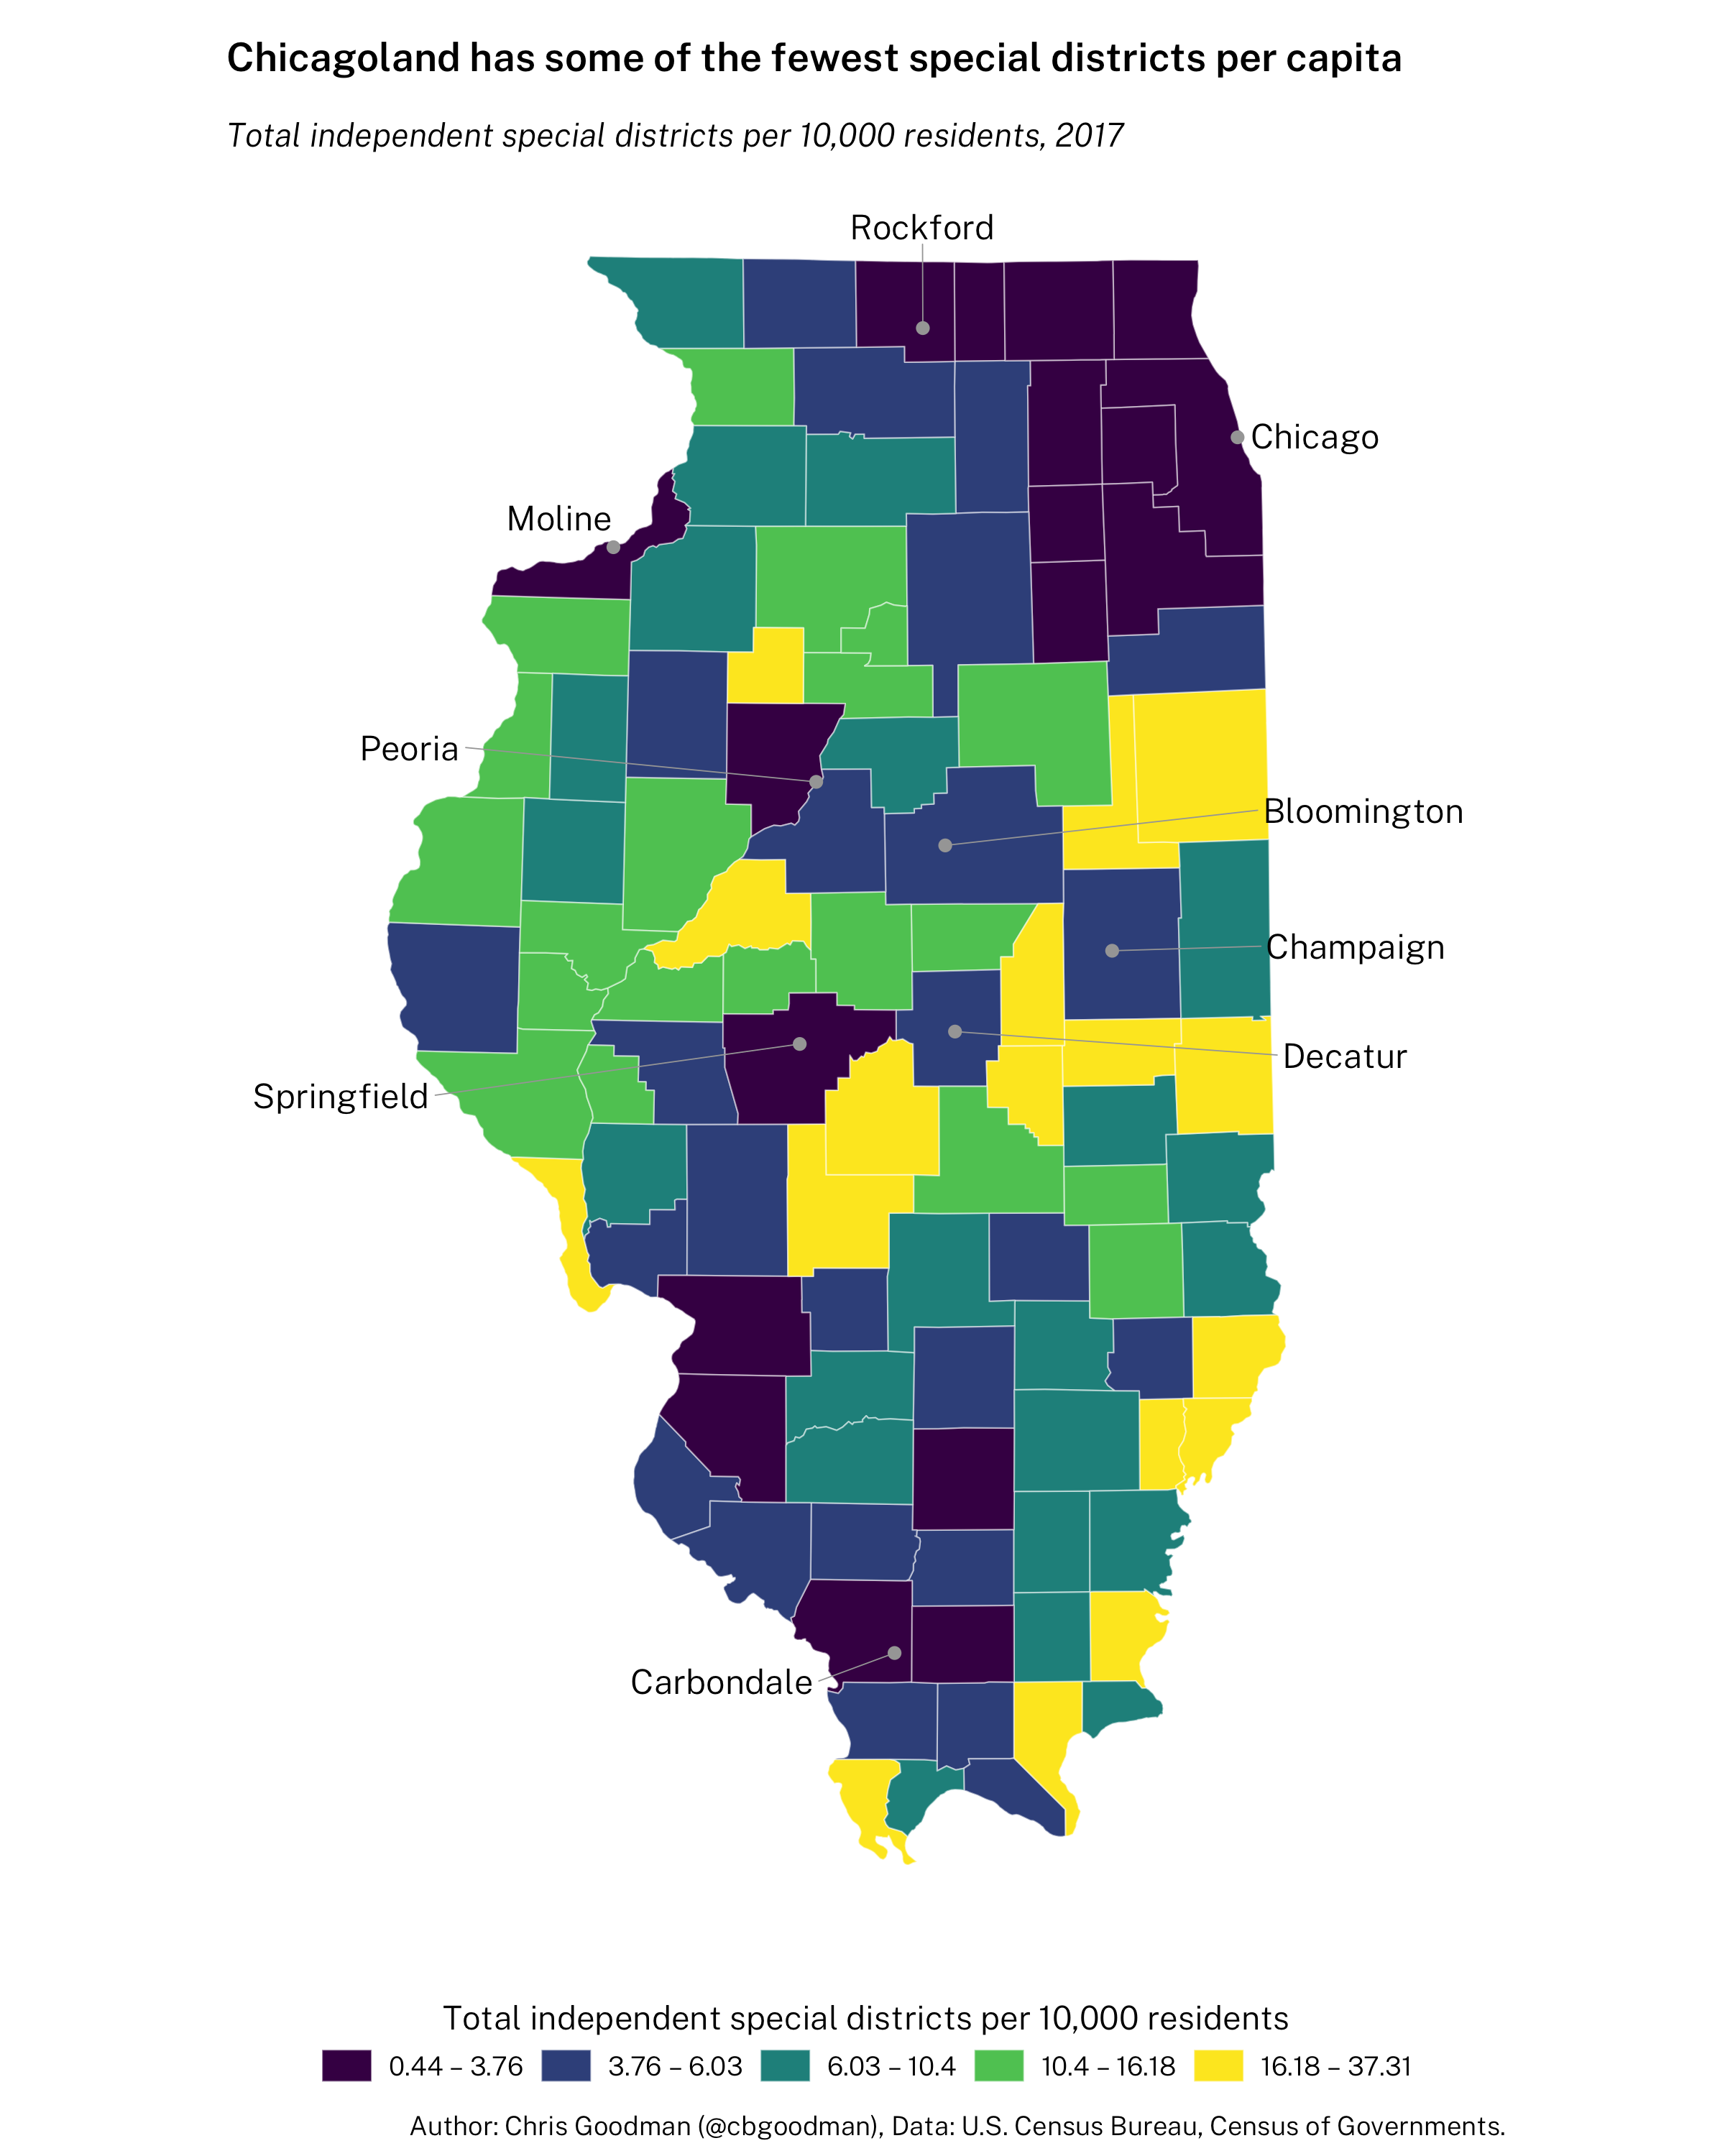 Chicagoland has some of the fewest special districts per capita
Total independent special districts per 10,000 residents, 2017
Rockford
Chicago
Moline
Peoria
Bloomington
Champaign
Decatur
Springfield
Carbondale
Total independent special districts per 10,000 residents
0.44 – 3.76 3.76 – 6.03 6.03 – 10.4 10.4 – 16.18 16.18 – 37.31
Author: Chris Goodman (@cbgoodman), Data: U.S. Census Bureau, Census of Governments.